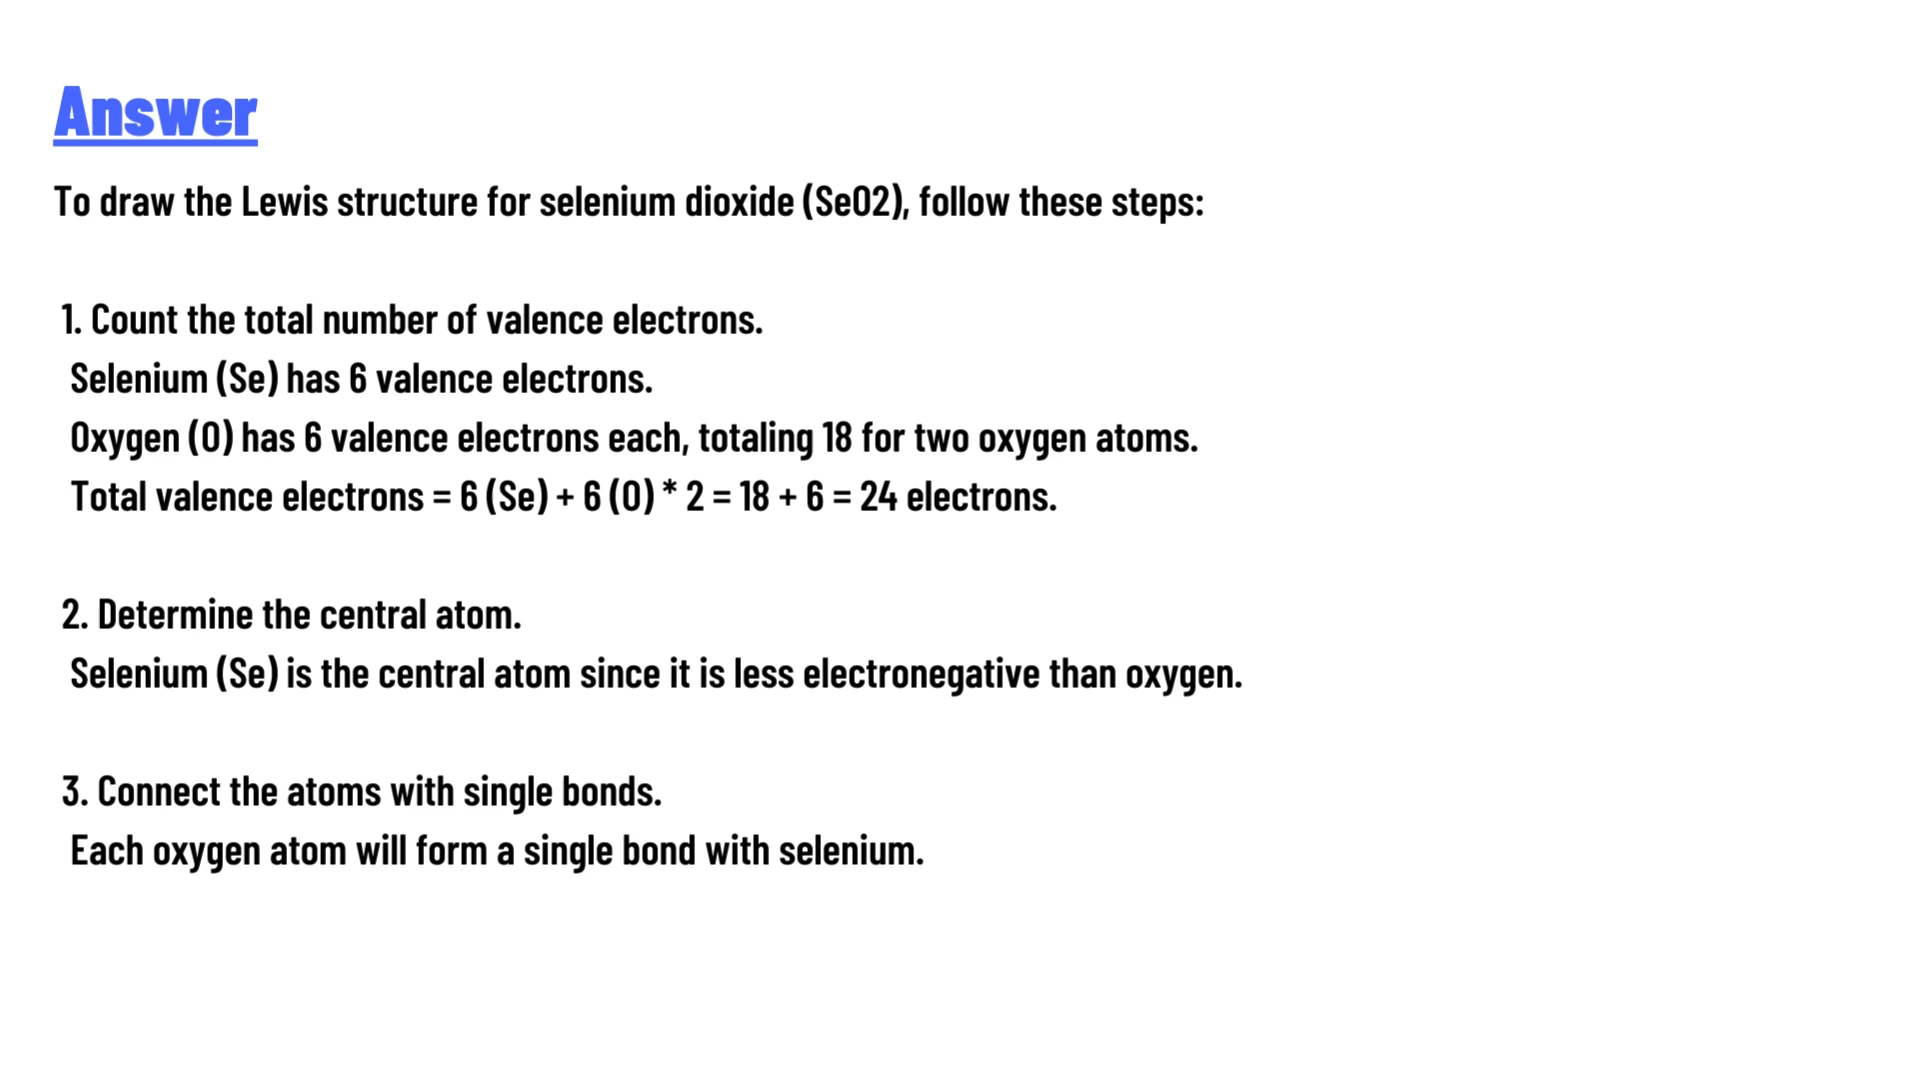 Answer
To draw the Lewis structure for selenium dioxide (SeO2), follow these steps:
1. Count the total number of valence electrons.
Selenium (Se) has 6 valence electrons.
Oxygen (O) has 6 valence electrons each, totaling 18 for two oxygen atoms.
Total valence electrons = 6 (Se) + 6 (O) * 2 = 18 + 6 = 24 electrons.
2. Determine the central atom.
Selenium (Se) is the central atom since it is less electronegative than oxygen.
3. Connect the atoms with single bonds.
Each oxygen atom will form a single bond with selenium.